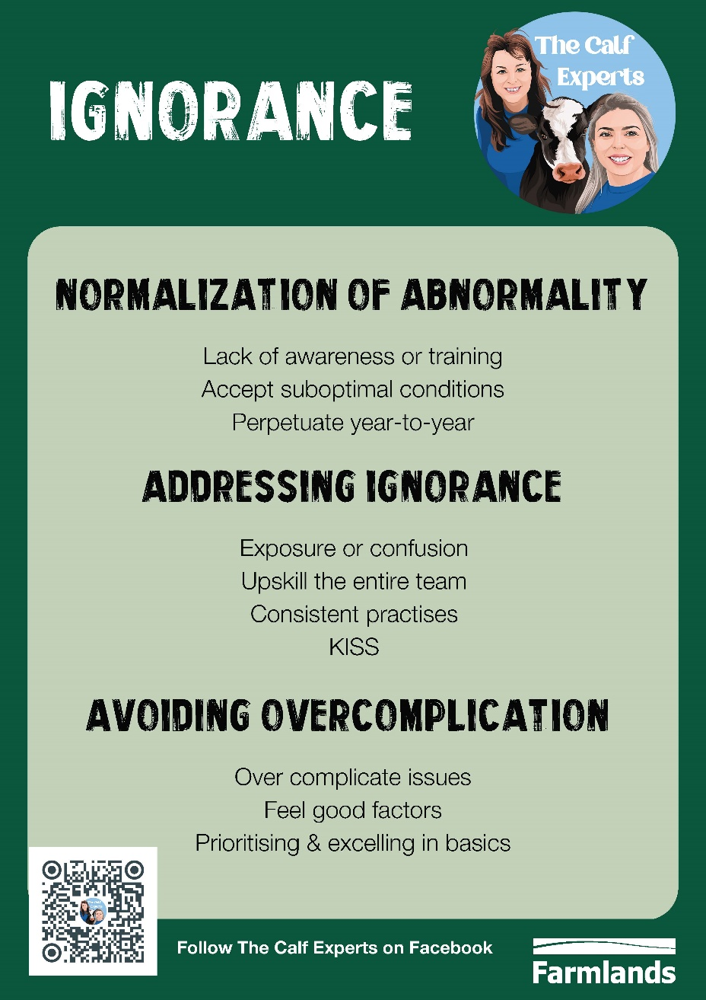 The Calf
Experts
IGNORANCE
NORMALIZATION OF ABNORMALITY
Lack of awareness or training
Accept suboptimal conditions
Perpetuate year-to-year
ADDRESSING IGNORANCE
Exposure or confusion
Upskill the entire team
Consistent practises
KISS
AVOIDING OVERCOMPLICATION
Over complicate issues
Feel good factors
Prioritising & excelling in basics
Follow The Calf Experts on Facebook
Farmlands